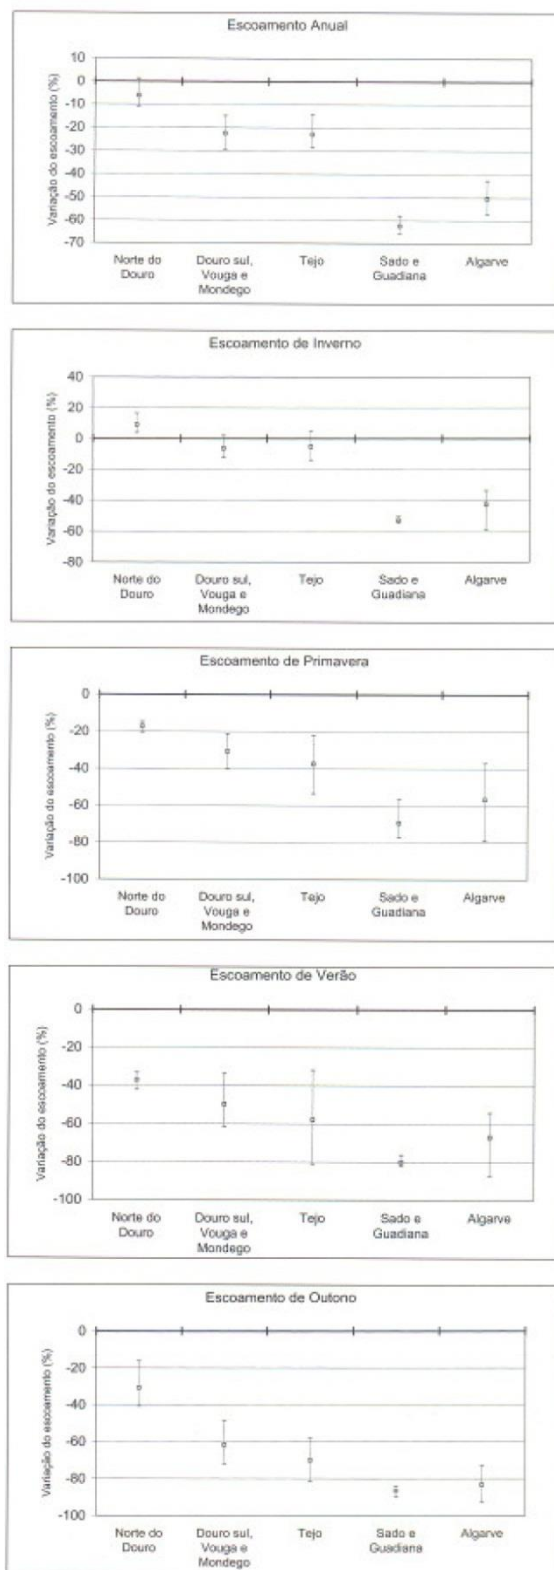 Escoamento Anual
Variação do escoamento (%)
10
0
-10
-20
-30
-40
-50
-60
-70
Norte do
Douro
Douro sul,
Vouga e
Mondego
Tejo
Sado e
Guadiana
Algarve
Escoamento de Inverno
Variação do escoamento (%)
40
20
0
-20
-40
-60
-80
Norte do
Douro
Douro sul,
Vouga e
Mondego
Tejo
Sado e
Guadiana
Algarve
Escoamento de Primavera
Variação do escoamento (%)
0
-20
-40
-60
-80
-100
Norte do
Douro
Douro sul,
Vouga e
Mondego
Tejo
Sado e
Guadiana
Algarve
Escoamento de Verão
Variação do escoamento (%)
0
-20
-40
-60
-80
-100
Norte do
Douro
Douro sul,
Vouga e
Mondego
Tejo
Sado e
Guadiana
Algarve
Escoamento de Outono
Variação do escoamento (%)
0
-20
-40
-60
-80
-100
Norte do
Douro
Douro sul,
Vouga e
Mondego
Tejo
Sado e
Guadiana
Algarve